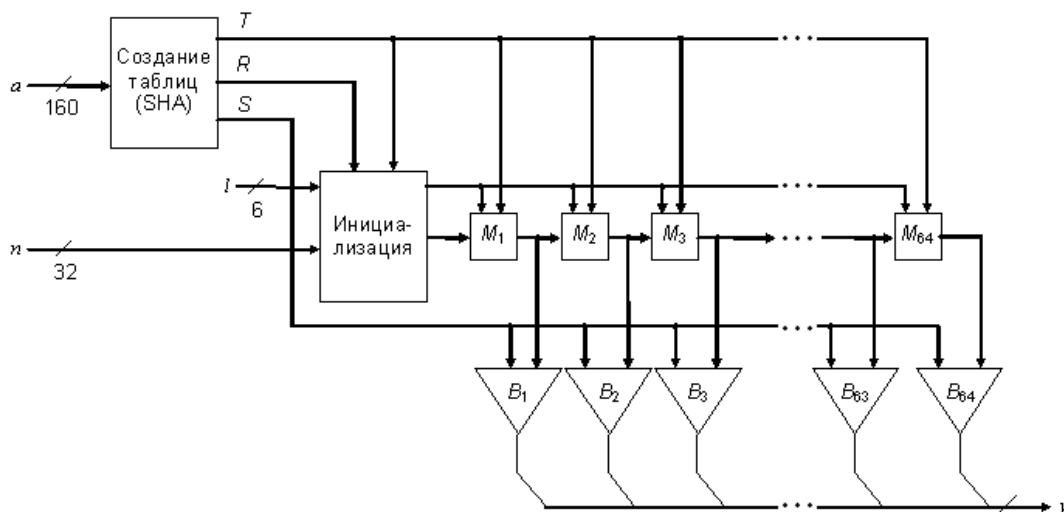 T
Создание
таблиц
(SHA)
R
S
a
160
l
6
n
32
Инициа-
лизация
M1
M2
M3
M64
B1
B2
B3
B63
B64